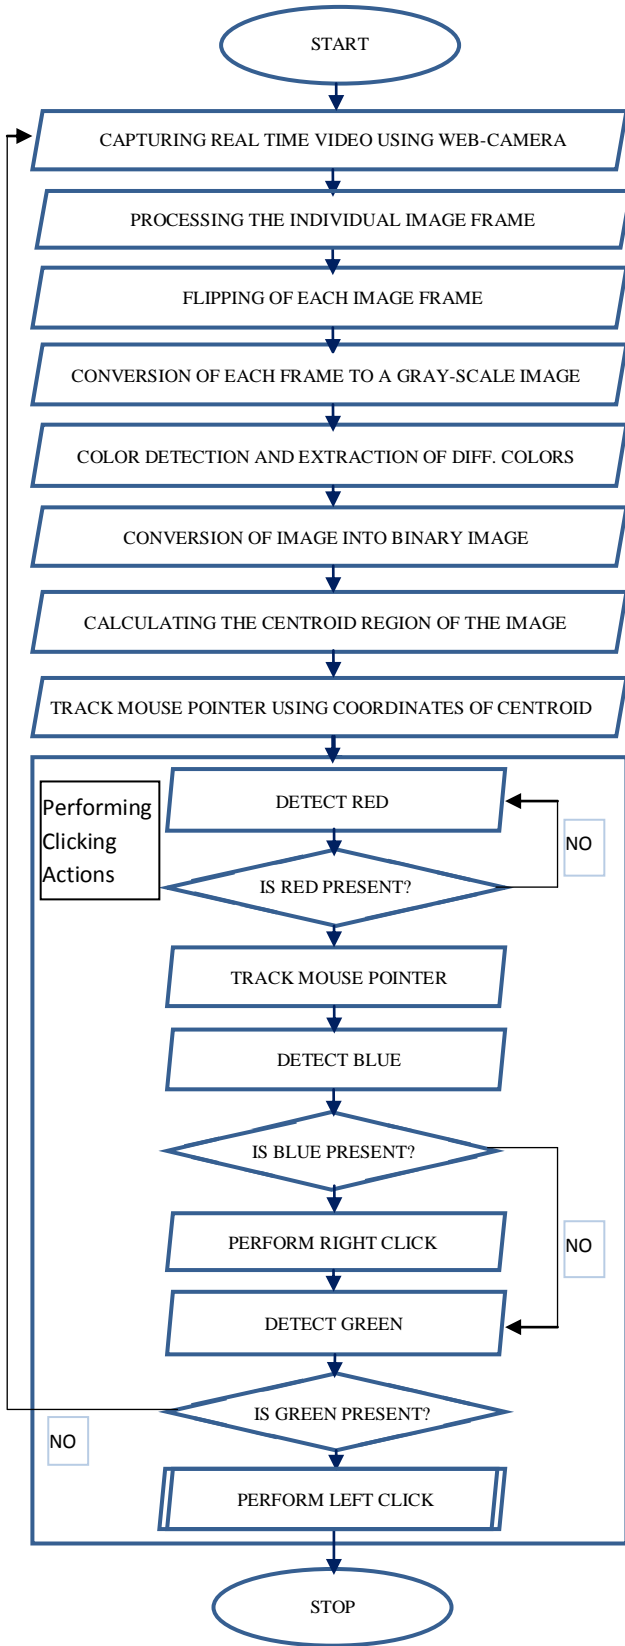 START
CAPTURING REAL TIME VIDEO USING WEB-CAMERA
PROCESSING THE INDIVIDUAL IMAGE FRAME
FLIPPING OF EACH IMAGE FRAME
CONVERSION OF EACH FRAME TO A GRAY-SCALE IMAGE
COLOR DETECTION AND EXTRACTION OF DIFF. COLORS
CONVERSION OF IMAGE INTO BINARY IMAGE
CALCULATING THE CENTROID REGION OF THE IMAGE
TRACK MOUSE POINTER USING COORDINATES OF CENTROID
Performing
Clicking
Actions
DETECT RED
NO
IS RED PRESENT?
TRACK MOUSE POINTER
DETECT BLUE
IS BLUE PRESENT?
PERFORM RIGHT CLICK
NO
DETECT GREEN
IS GREEN PRESENT?
NO
PERFORM LEFT CLICK
STOP